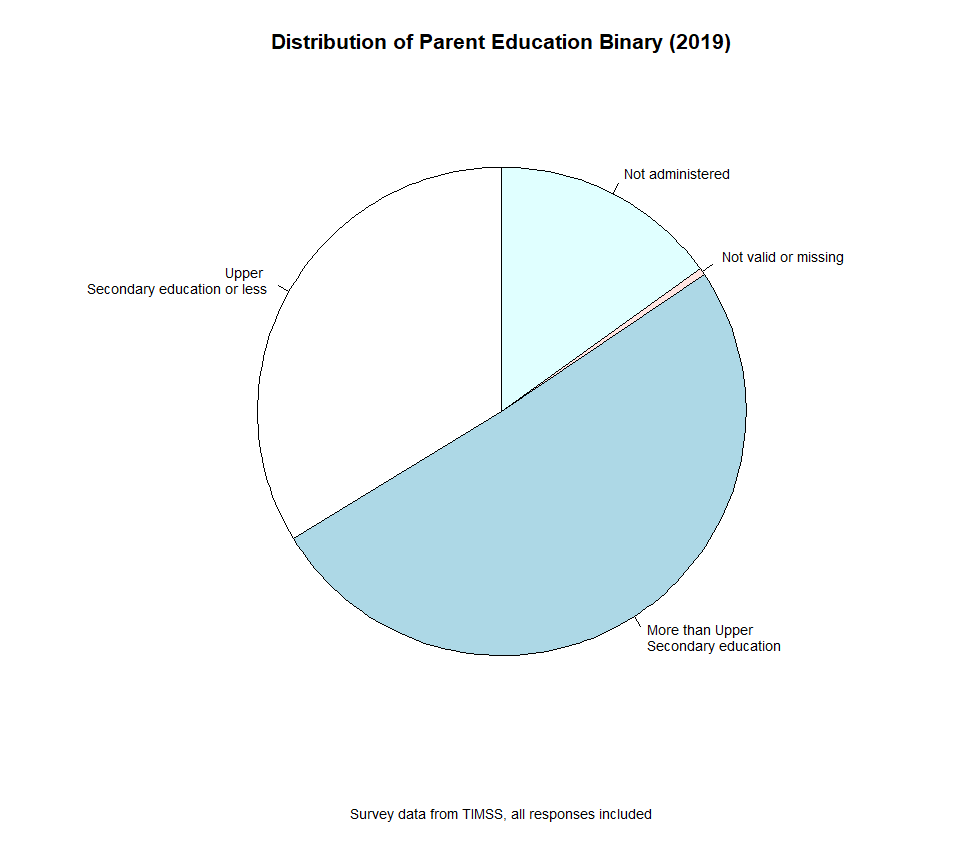 Distribution of Parent Education Binary (2019)
Not administered
Not valid or missing
Upper
Secondary education or less
More than Upper
Secondary education
Survey data from TIMSS, all responses included